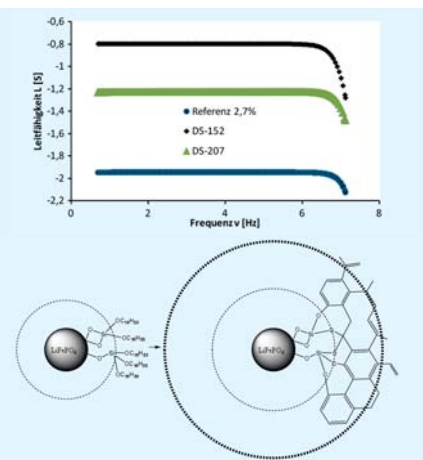 -0,6
-0,8
-1
-1,2
-1,4
-1,6
-1,8
-2
-2,2
Leitfähigkeit L [S]
Referenz 2,7%
DS-152
DS-207
0 2 4 6 8
Frequenz ν [Hz]
LiFePO₄
LiFePO₄